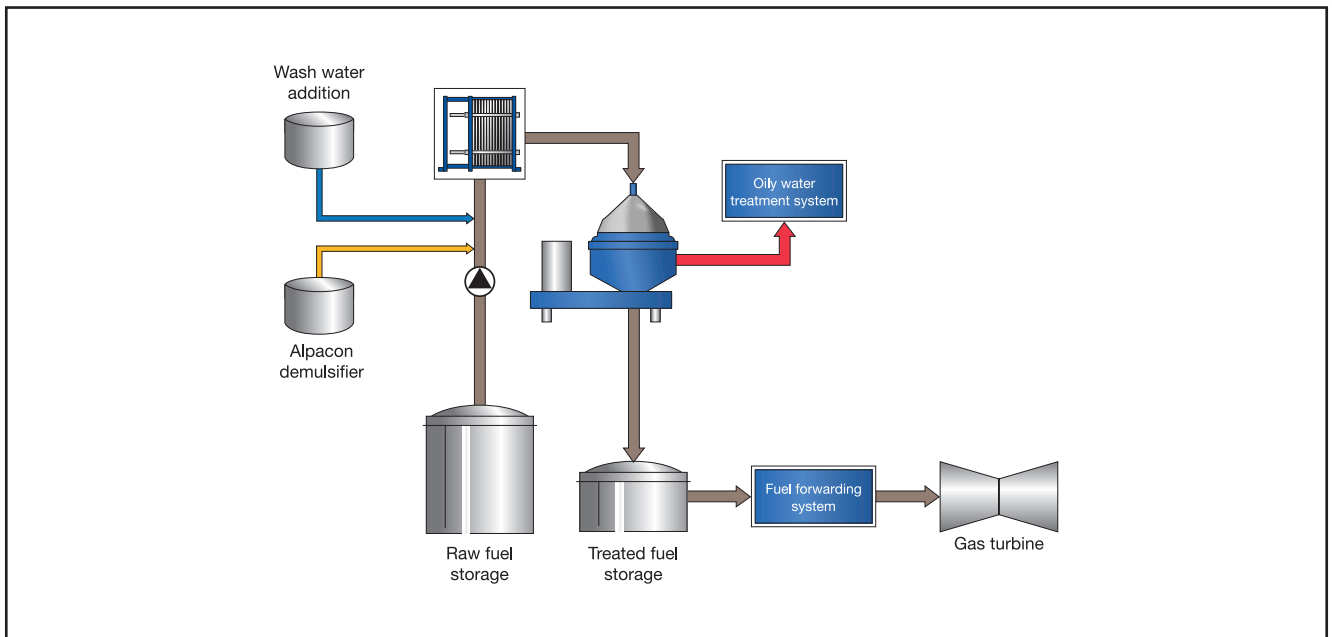 Wash water
addition
Oily water
treatment system
Alpacon
demulsifier
Fuel forwarding
system
Gas turbine
Raw fuel
storage
Treated fuel
storage